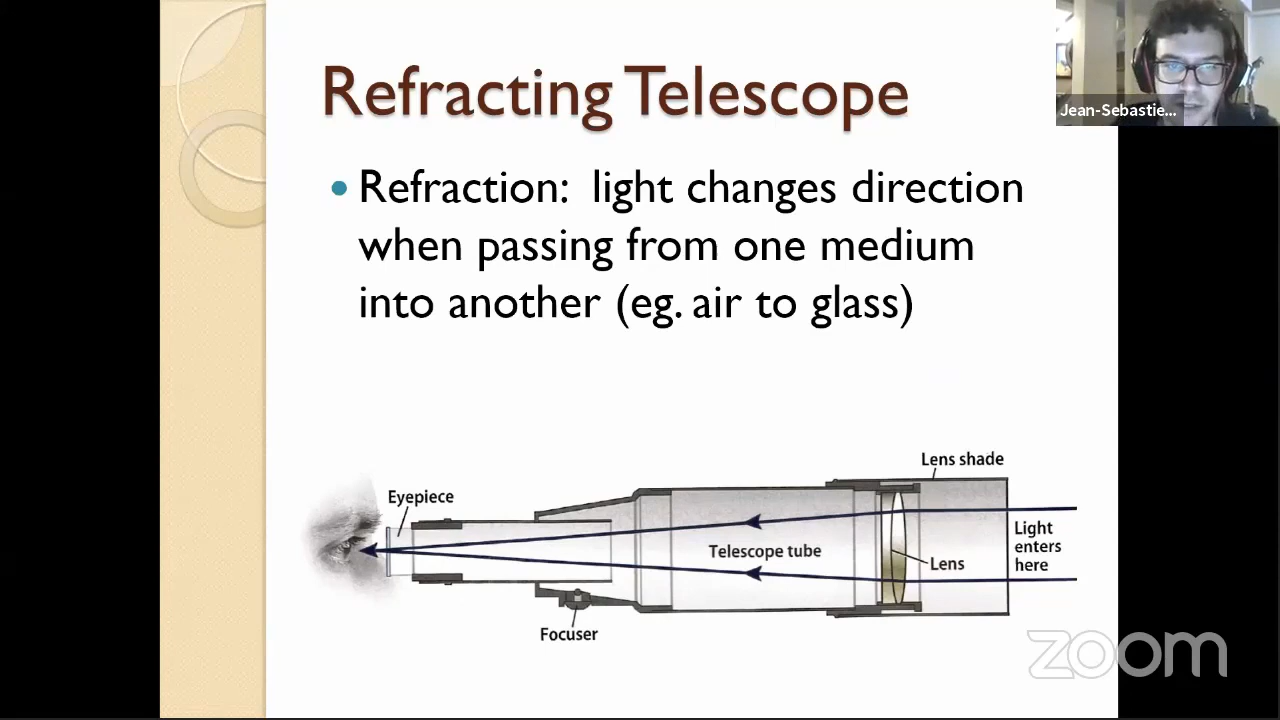 Refracting Telescope
Jean-Sebastie...
• Refraction:  light changes direction
when passing from one medium
into another (eg. air to glass)
Lens shade
Eyepiece
Light
enters
here
Telescope tube
Lens
Focuser
zoom